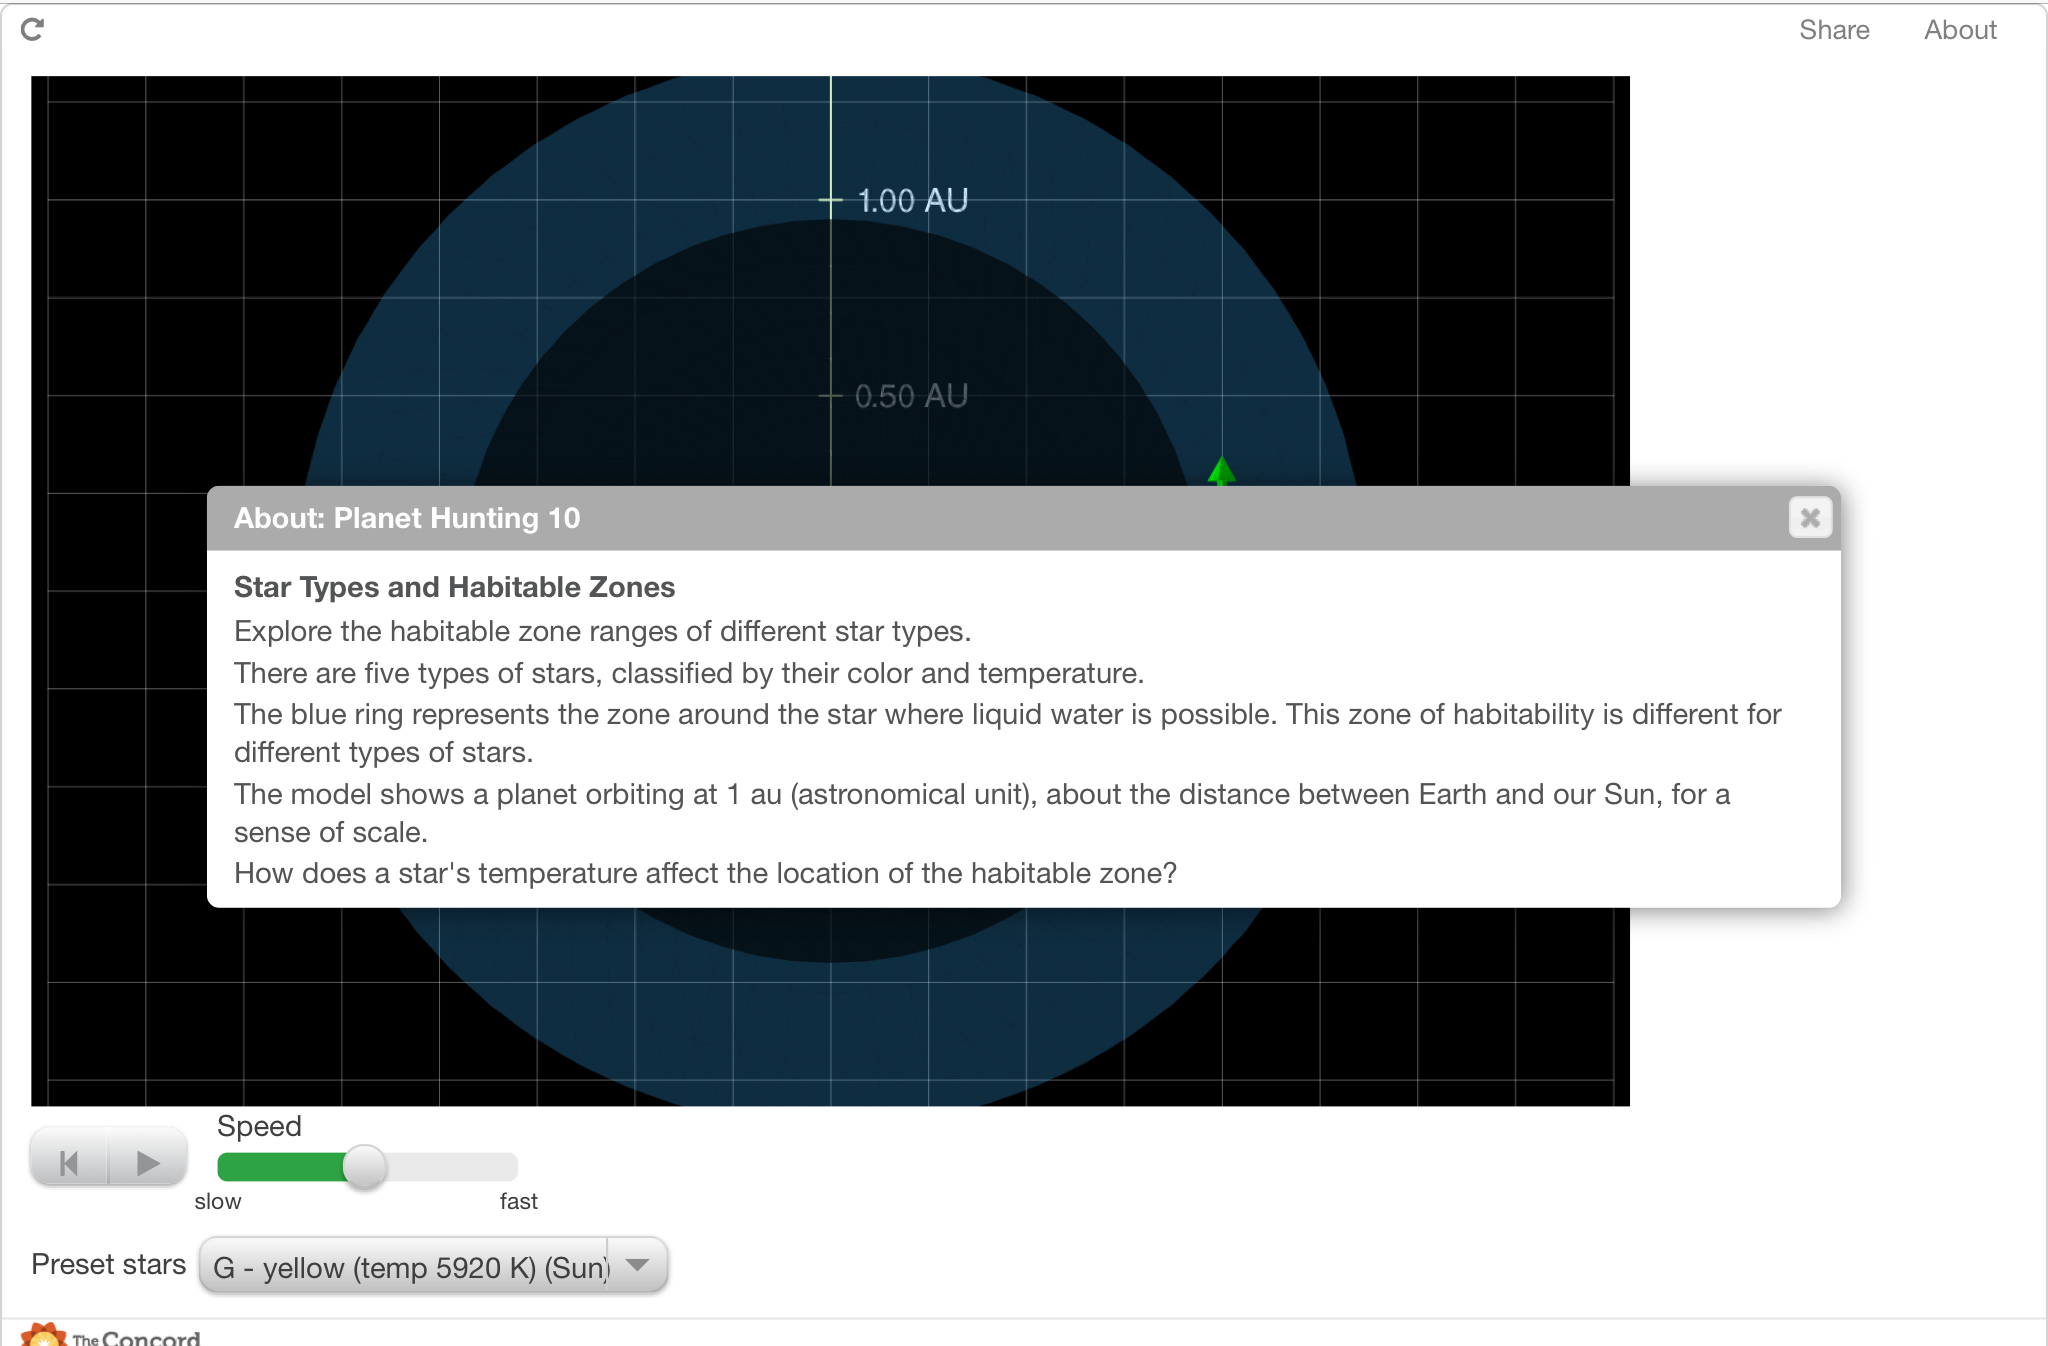 Share About
1.00 AU
0.50 AU
About: Planet Hunting 10
Star Types and Habitable Zones
Explore the habitable zone ranges of different star types.
There are five types of stars, classified by their color and temperature.
The blue ring represents the zone around the star where liquid water is possible. This zone of habitability is different for
different types of stars.
The model shows a planet orbiting at 1 au (astronomical unit), about the distance between Earth and our Sun, for a
sense of scale.
How does a star's temperature affect the location of the habitable zone?
Speed
slow fast
Preset stars G - yellow (temp 5920 K) (Sun)
The Concord